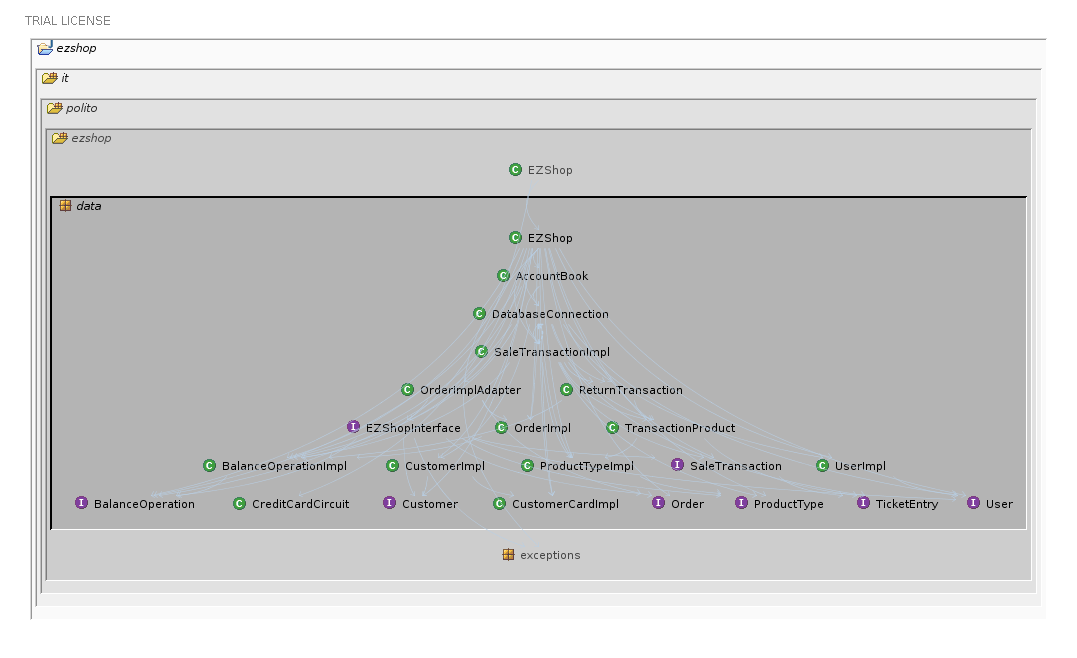 TRIAL LICENSE
ezshop
it
polito
ezshop
EZShop
data
EZShop
AccountBook
DatabaseConnection
SaleTransactionImpl
OrderImplAdapter ReturnTransaction
EZShopInterface OrderImpl TransactionProduct
BalanceOperationImpl CustomerImpl ProductTypeImpl SaleTransaction UserImpl
BalanceOperation CreditCardCircuit Customer CustomerCardImpl Order ProductType TicketEntry User
exceptions